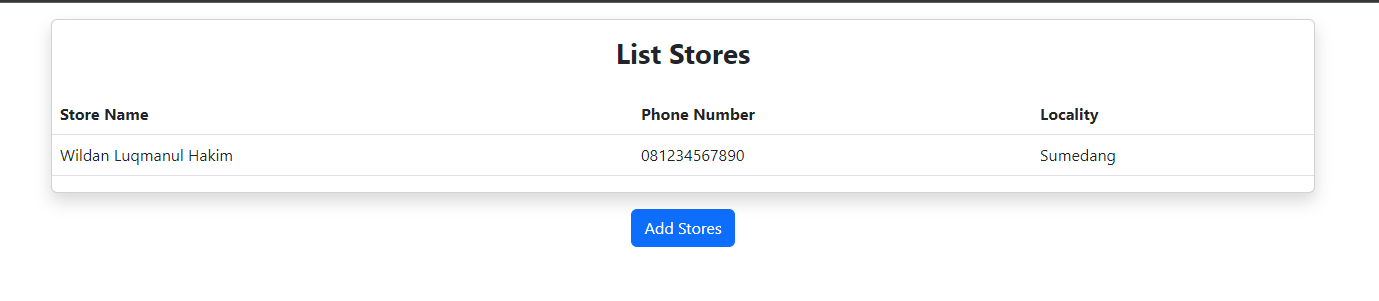 List Stores
Store Name Phone Number Locality
Wildan Luqmanul Hakim 081234567890 Sumedang
Add Stores